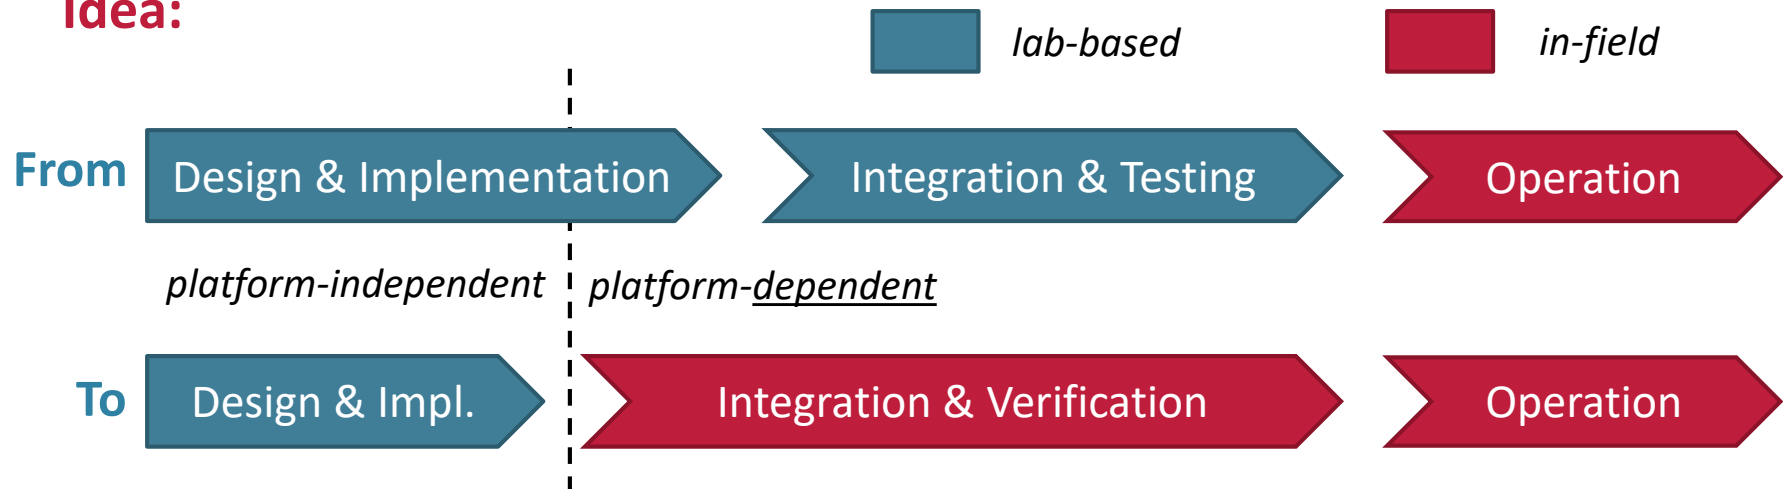 Idea:
lab-based
in-field
From
Design & Implementation
Integration & Testing
Operation
platform-independent
platform-dependent
To
Design & Impl.
Integration & Verification
Operation